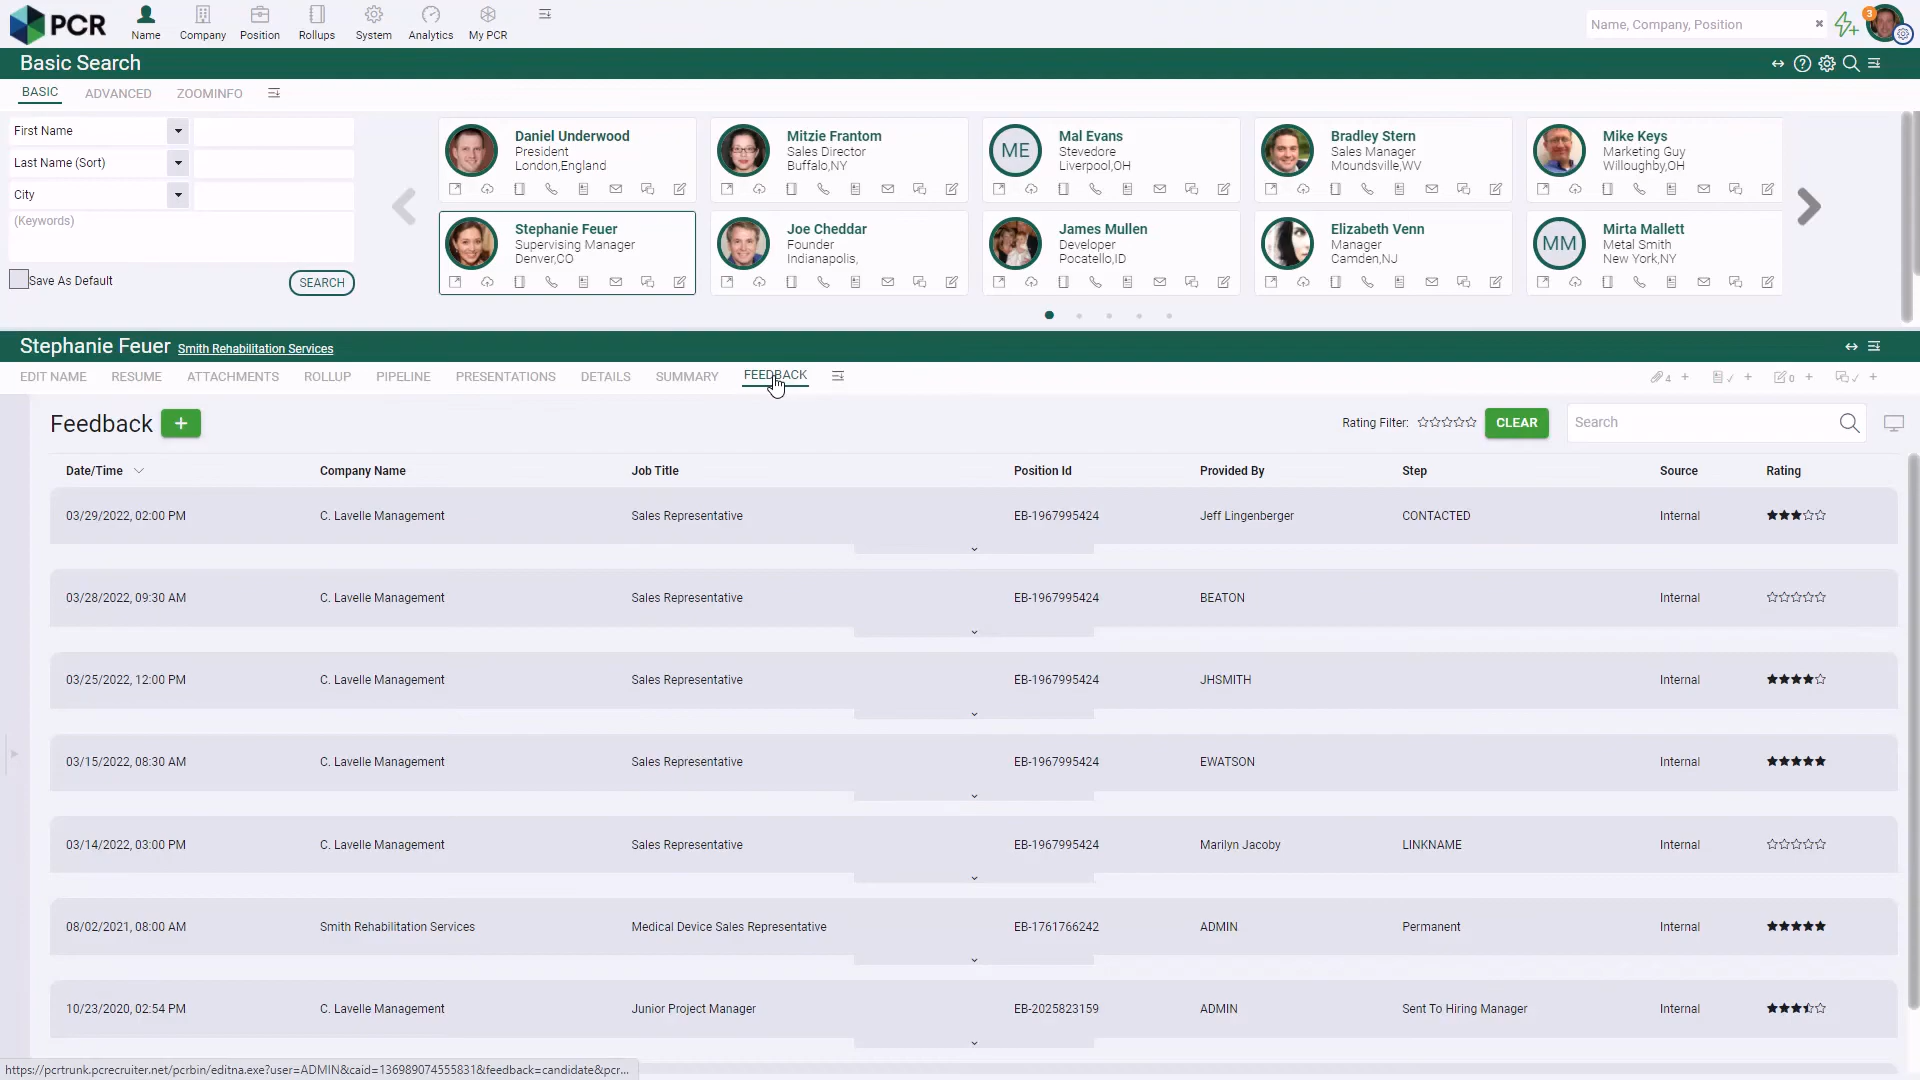 PCR
Name
Company
Position
Rollups
System
Analytics
My PCR
Name, Company, Position
3
Basic Search
BASIC
ADVANCED
ZOOMINFO
First Name
Last Name (Sort)
City
(Keywords)
Save As Default
SEARCH
Daniel Underwood
President
London,England
Mitzie Frantom
Sales Director
Buffalo,NY
ME
Mal Evans
Stevedore
Liverpool,OH
Bradley Stern
Sales Manager
Moundsville,WV
Mike Keys
Marketing Guy
Willoughby,OH
Stephanie Feuer
Supervising Manager
Denver,CO
Joe Cheddar
Founder
Indianapolis,
James Mullen
Developer
Pocatello,ID
Elizabeth Venn
Manager
Camden,NJ
MM
Mirta Mallett
Metal Smith
New York,NY
Stephanie Feuer Smith Rehabilitation Services
EDIT NAME
RESUME
ATTACHMENTS
ROLLUP
PIPELINE
PRESENTATIONS
DETAILS
SUMMARY
FEEDBACK
4 +
+
0 +
+
Feedback +
Rating Filter:
CLEAR
Search
Date/Time Company Name Job Title Position Id Provided By Step Source Rating
03/29/2022, 02:00 PM C. Lavelle Management Sales Representative EB-1967995424 Jeff Lingenberger CONTACTED Internal
03/28/2022, 09:30 AM C. Lavelle Management Sales Representative EB-1967995424 BEATON Internal
03/25/2022, 12:00 PM C. Lavelle Management Sales Representative EB-1967995424 JHSMITH Internal
03/15/2022, 08:30 AM C. Lavelle Management Sales Representative EB-1967995424 EWATSON Internal
03/14/2022, 03:00 PM C. Lavelle Management Sales Representative EB-1967995424 Marilyn Jacoby LINKNAME Internal
08/02/2021, 08:00 AM Smith Rehabilitation Services Medical Device Sales Representative EB-1761766242 ADMIN Permanent Internal
10/23/2020, 02:54 PM C. Lavelle Management Junior Project Manager EB-2025823159 ADMIN Sent To Hiring Manager Internal
https://pcrtrunk.pcrecruiter.net/pcrbin/editna.exe?user=ADMIN&caid=136989074555831&feedback=candidate&pcr...